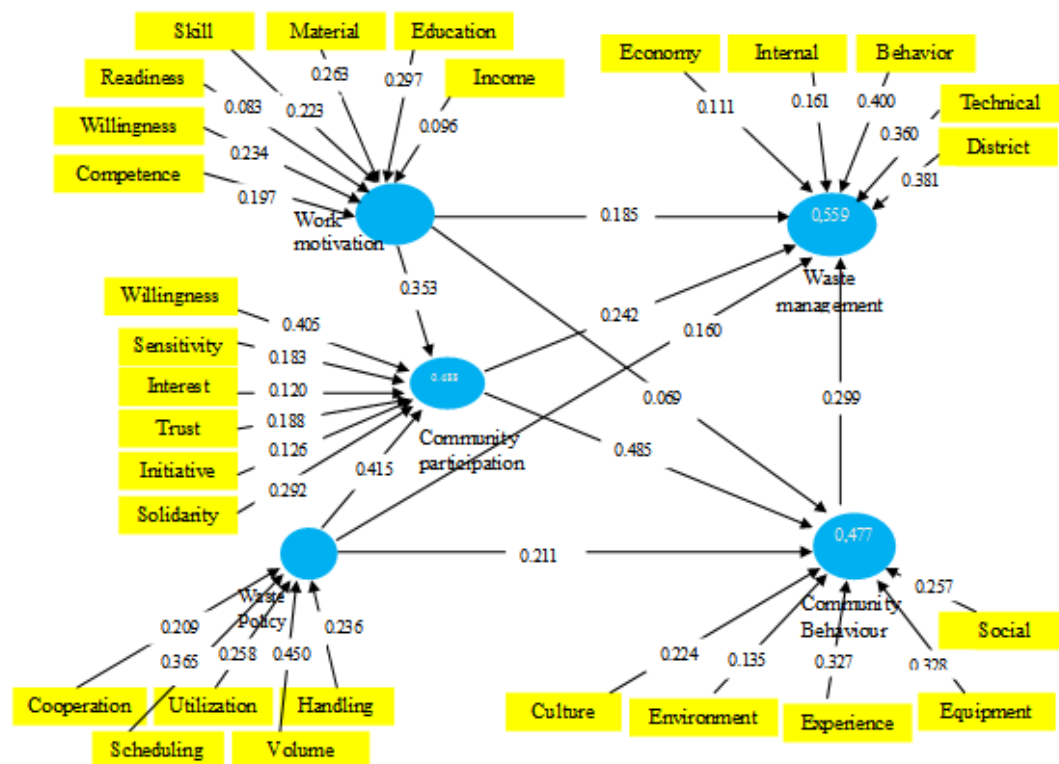 Skill
Material
Education
Economy
Internal
Behavior
Readiness
0.263
0.297
Income
0.083
0.223
0.096
0.111
0.161
0.400
Technical
Willingness
0.234
0.360
District
Competence
0.197
0.381
Work
motivation
0.185
0,559
Waste
management
0.353
Willingness
0.405
0.242
0.160
Sensitivity
0.183
Interest
0.120
0.188
Trust
0.126
Initiative
0.292
Solidarity
Community
participation
0.415
0.069
0.299
0.485
0.211
0,477
Waste
Policy
Community
Behaviour
0.257
Social
0.209
0.365
0.258
0.450
0.236
0.224
0.135
0.327
0.328
Cooperation
Utilization
Handling
Scheduling
Volume
Culture
Environment
Experience
Equipment